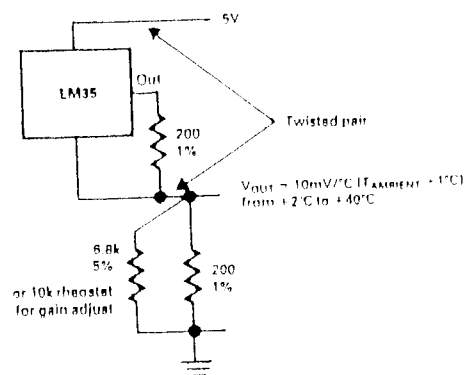 5V
LM35
Out
200
1%
Twisted pair
VOUT = 10mV/°C (TAMBIENT + 1°C)
from +2°C to +40°C
6.8k
5%
or 10k rheostat
for gain adjust
200
1%